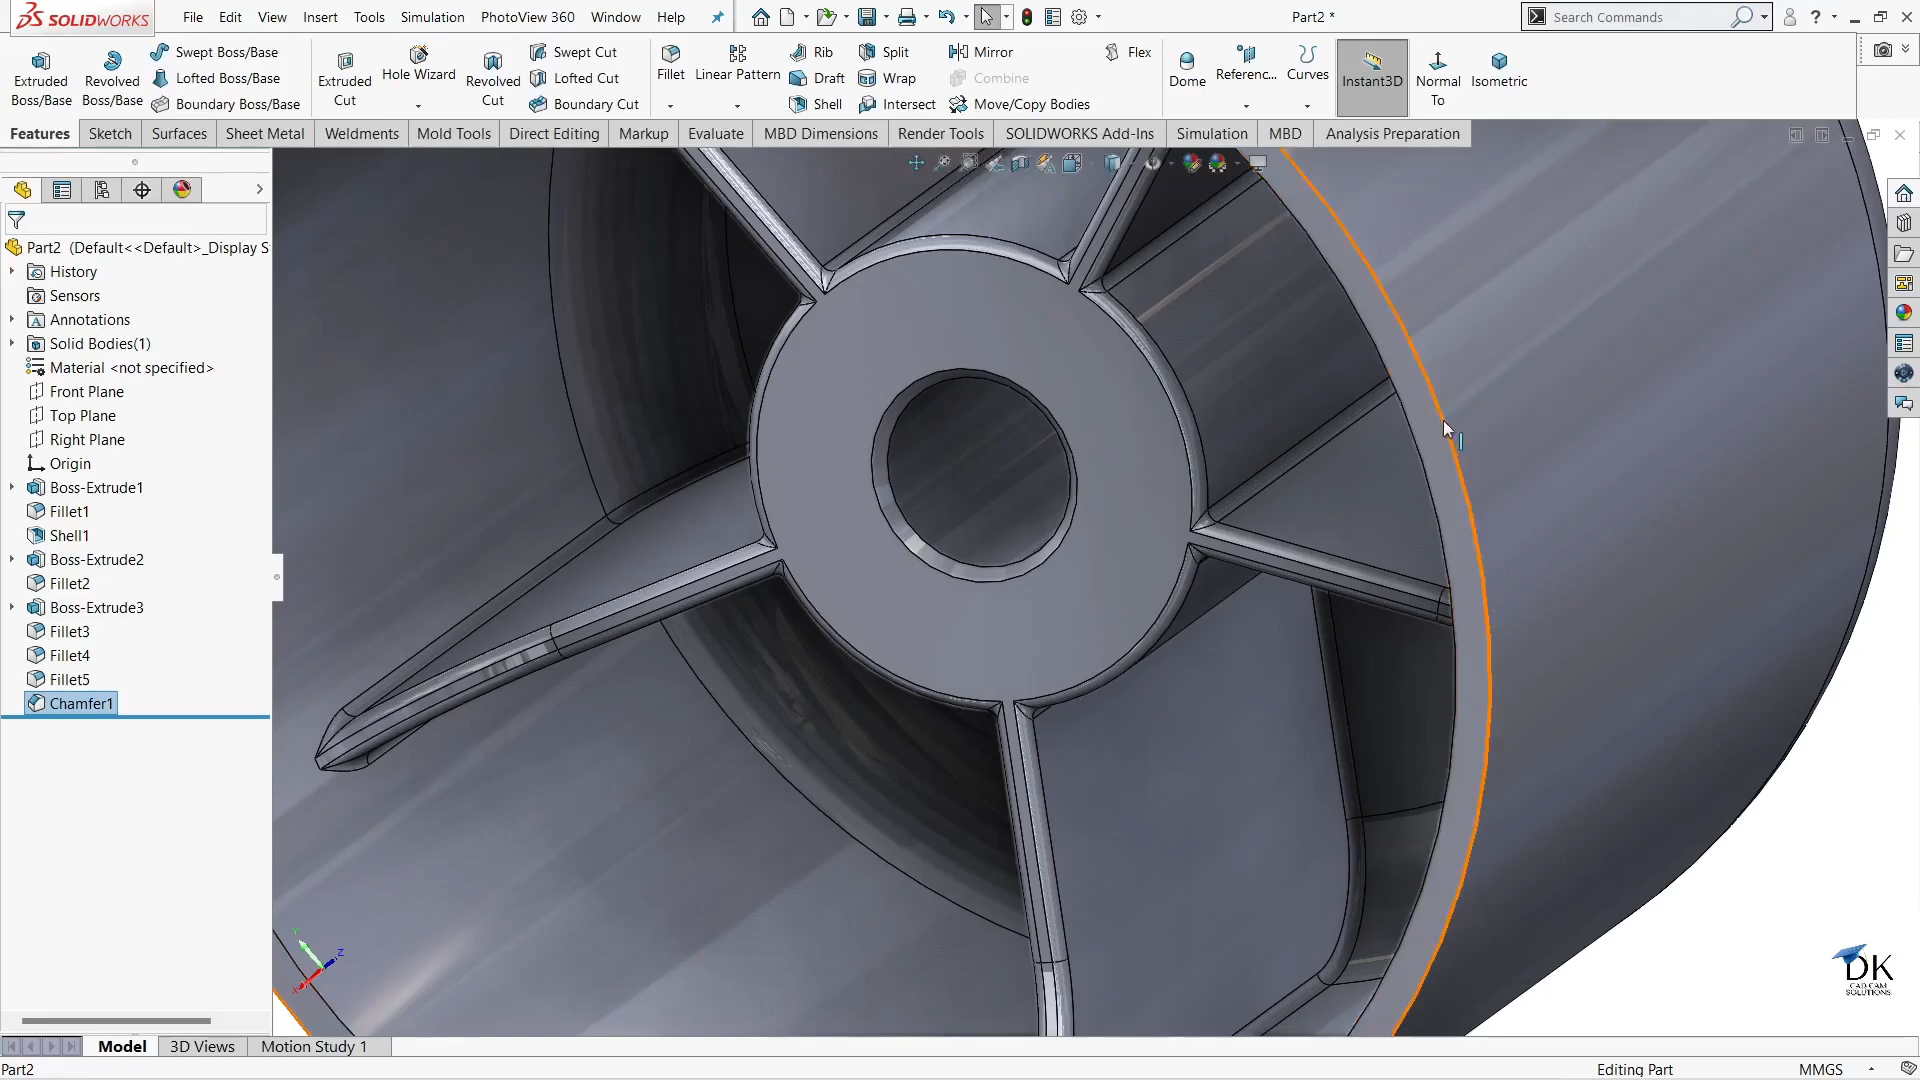 SOLIDWORKS File Edit View Insert Tools Simulation PhotoView 360 Window Help Part2 * Search Commands ?
Extruded Boss/Base
Revolved Boss/Base
Swept Boss/Base
Lofted Boss/Base
Boundary Boss/Base
Extruded Cut
Hole Wizard
Revolved Cut
Swept Cut
Lofted Cut
Boundary Cut
Fillet
Linear Pattern
Rib
Draft
Shell
Split
Wrap
Intersect
Mirror
Combine
Move/Copy Bodies
Flex
Dome
Referenc...
Curves
Instant3D
Normal To
Isometric
Features Sketch Surfaces Sheet Metal Weldments Mold Tools Direct Editing Markup Evaluate MBD Dimensions Render Tools SOLIDWORKS Add-Ins Simulation MBD Analysis Preparation
Part2 (Default<<Default>_Display S
History
Sensors
Annotations
Solid Bodies(1)
Material <not specified>
Front Plane
Top Plane
Right Plane
Origin
Boss-Extrude1
Fillet1
Shell1
Boss-Extrude2
Fillet2
Boss-Extrude3
Fillet3
Fillet4
Fillet5
Chamfer1
Y
Z
X
DK
CAD CAM
SOLUTIONS
Model 3D Views Motion Study 1
Part2 Editing Part MMGS